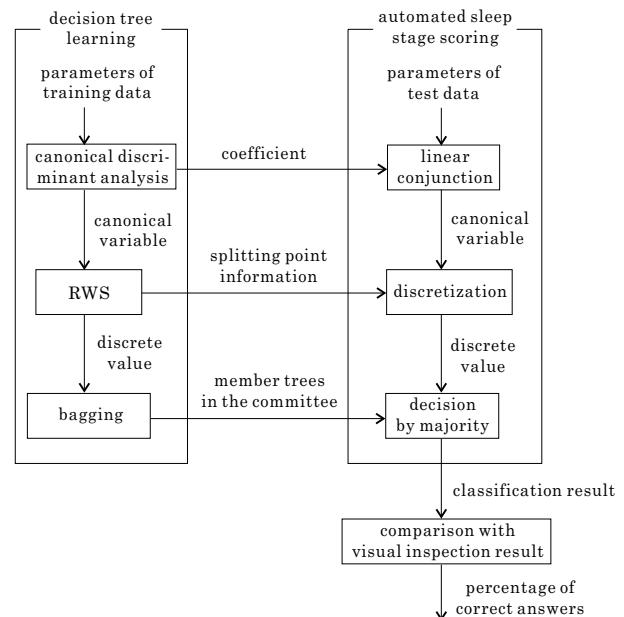 decision tree
learning
automated sleep
stage scoring
parameters of
training data
parameters of
test data
canonical discri-
minant analysis
coefficient
linear
conjunction
canonical
variable
canonical
variable
splitting point
information
RWS
discretization
discrete
value
discrete
value
member trees
in the committee
bagging
decision
by majority
classification result
comparison with
visual inspection result
percentage of
correct answers